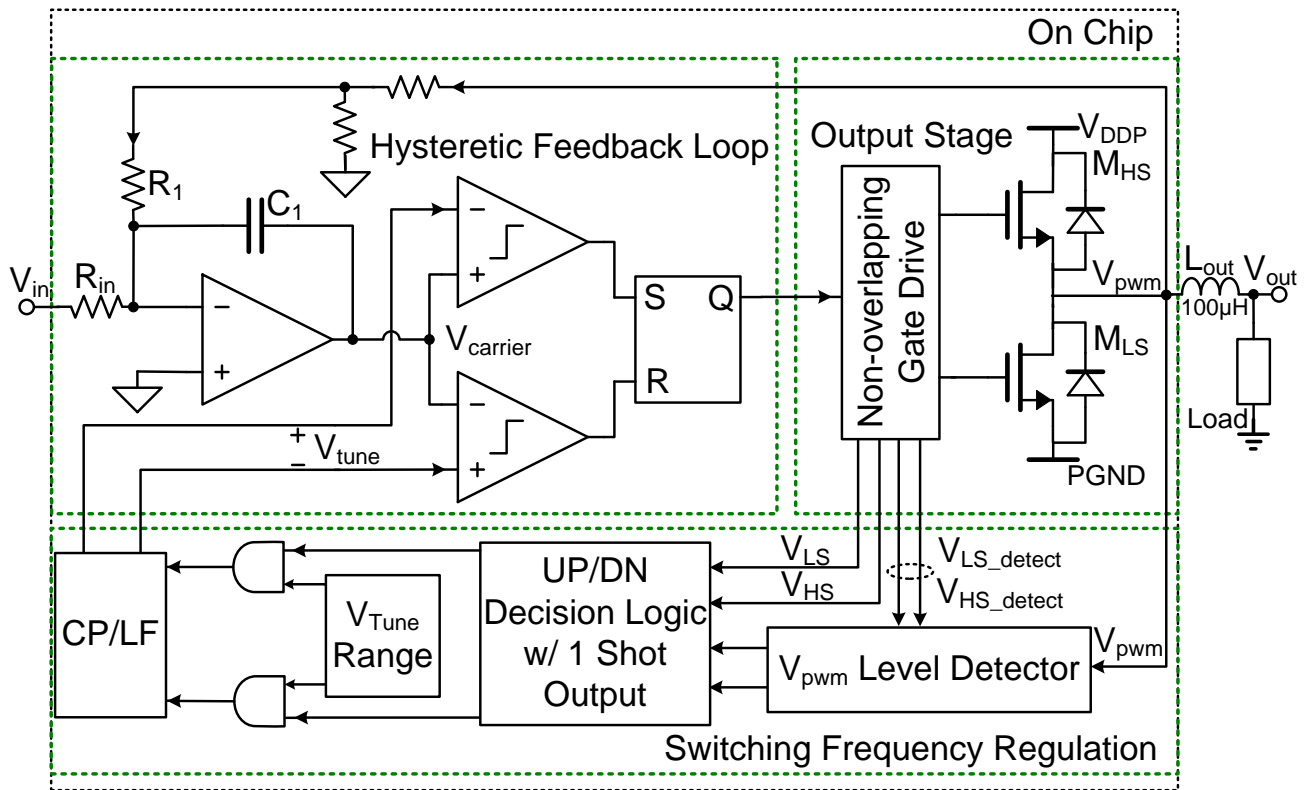 On Chip
Hysteretic Feedback Loop
Output Stage
VDDP
MHS
R1
C1
Vin
Rin
−
+
−
+
−
+
Vcarrier
S
Q
R
Non-overlapping
Gate Drive
Vpwm
Lout
100µH
Vout
MLS
Load
PGND
+
−
Vtune
CP/LF
VTune
Range
UP/DN
Decision Logic
w/ 1 Shot
Output
VLS
VHS
VLS_detect
VHS_detect
Vpwm
Vpwm Level Detector
Switching Frequency Regulation